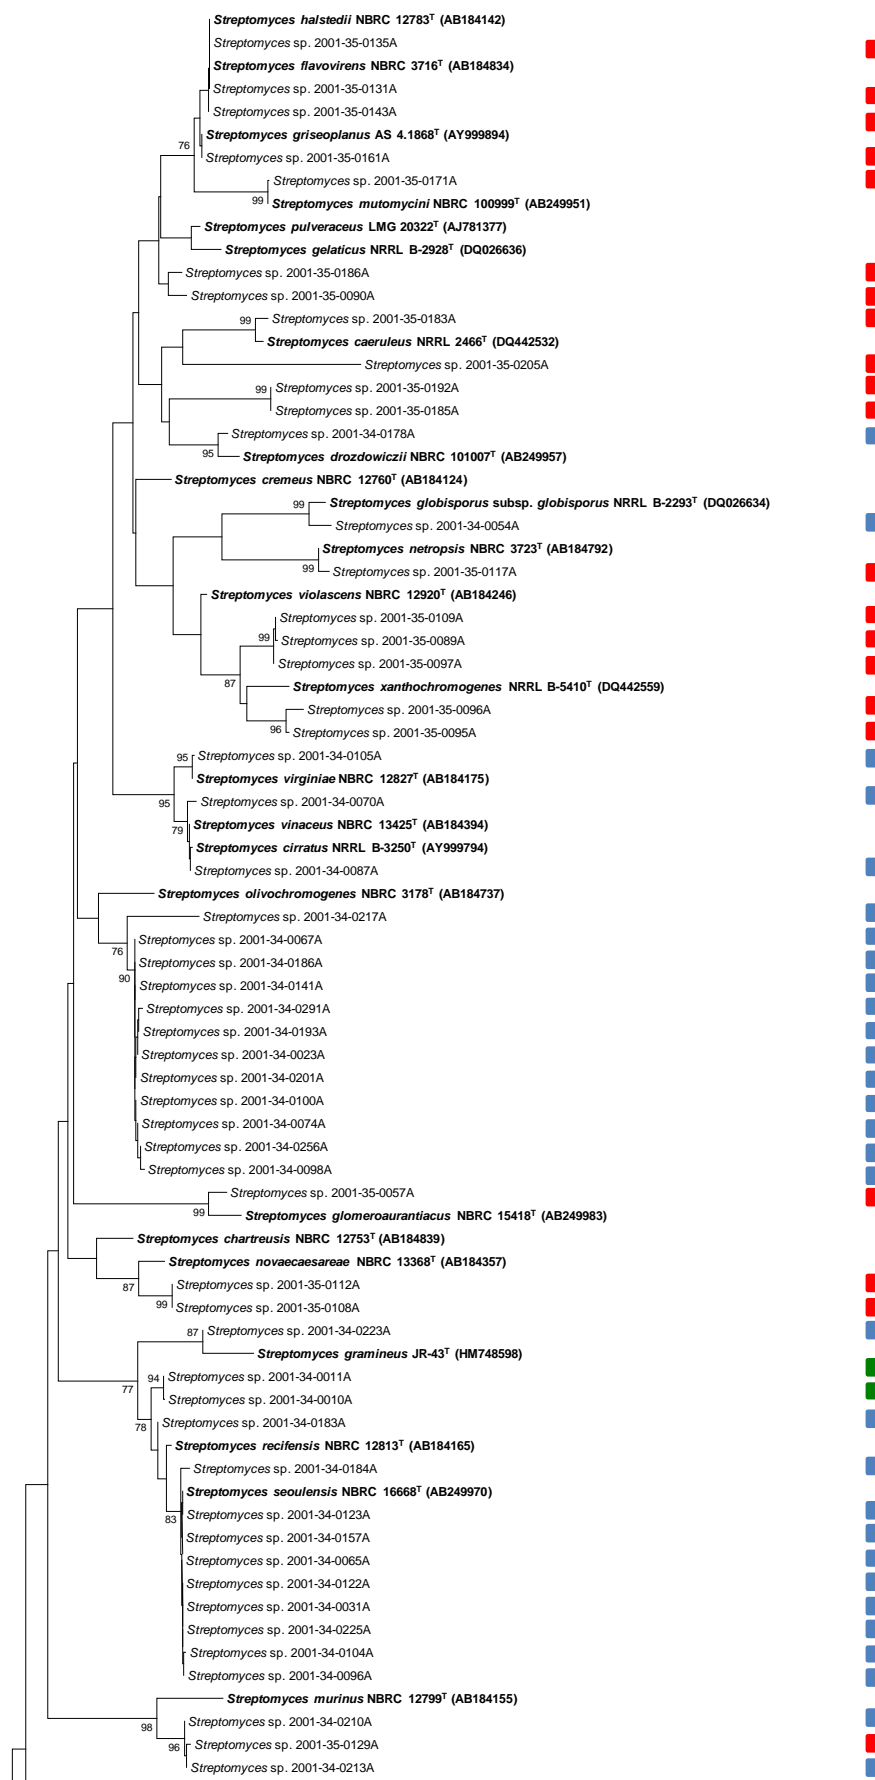 Streptomyces halstedii NBRC 12783T (AB184142)
Streptomyces sp. 2001-35-0135A
Streptomyces flavovirens NBRC 3716T (AB184834)
Streptomyces sp. 2001-35-0131A
Streptomyces sp. 2001-35-0143A
Streptomyces griseoplanus AS 4.1868T (AY999894)
76
Streptomyces sp. 2001-35-0161A
Streptomyces sp. 2001-35-0171A
99
Streptomyces mutomycini NBRC 100999T (AB249951)
Streptomyces pulveraceus LMG 20322T (AJ781377)
Streptomyces gelaticus NRRL B-2928T (DQ026636)
Streptomyces sp. 2001-35-0186A
Streptomyces sp. 2001-35-0090A
99
Streptomyces sp. 2001-35-0183A
Streptomyces caeruleus NRRL 2466T (DQ442532)
Streptomyces sp. 2001-35-0205A
99
Streptomyces sp. 2001-35-0192A
Streptomyces sp. 2001-35-0185A
Streptomyces sp. 2001-34-0178A
95
Streptomyces drozdowiczii NBRC 101007T (AB249957)
Streptomyces cremeus NBRC 12760T (AB184124)
99
Streptomyces globisporus subsp. globisporus NRRL B-2293T (DQ026634)
Streptomyces sp. 2001-34-0054A
Streptomyces netropsis NBRC 3723T (AB184792)
99
Streptomyces sp. 2001-35-0117A
Streptomyces violascens NBRC 12920T (AB184246)
Streptomyces sp. 2001-35-0109A
99
Streptomyces sp. 2001-35-0089A
Streptomyces sp. 2001-35-0097A
87
Streptomyces xanthochromogenes NRRL B-5410T (DQ442559)
Streptomyces sp. 2001-35-0096A
96
Streptomyces sp. 2001-35-0095A
95
Streptomyces sp. 2001-34-0105A
Streptomyces virginiae NBRC 12827T (AB184175)
95
Streptomyces sp. 2001-34-0070A
79
Streptomyces vinaceus NBRC 13425T (AB184394)
Streptomyces cirratus NRRL B-3250T (AY999794)
Streptomyces sp. 2001-34-0087A
Streptomyces olivochromogenes NBRC 3178T (AB184737)
Streptomyces sp. 2001-34-0217A
76
Streptomyces sp. 2001-34-0067A
Streptomyces sp. 2001-34-0186A
90
Streptomyces sp. 2001-34-0141A
Streptomyces sp. 2001-34-0291A
Streptomyces sp. 2001-34-0193A
Streptomyces sp. 2001-34-0023A
Streptomyces sp. 2001-34-0201A
Streptomyces sp. 2001-34-0100A
Streptomyces sp. 2001-34-0074A
Streptomyces sp. 2001-34-0256A
Streptomyces sp. 2001-34-0098A
Streptomyces sp. 2001-35-0057A
99
Streptomyces glomeroaurantiacus NBRC 15418T (AB249983)
Streptomyces chartreusis NBRC 12753T (AB184839)
Streptomyces novaecaesareae NBRC 13368T (AB184357)
87
Streptomyces sp. 2001-35-0112A
99
Streptomyces sp. 2001-35-0108A
87
Streptomyces sp. 2001-34-0223A
Streptomyces gramineus JR-43T (HM748598)
94
Streptomyces sp. 2001-34-0011A
77
Streptomyces sp. 2001-34-0010A
78
Streptomyces sp. 2001-34-0183A
Streptomyces recifensis NBRC 12813T (AB184165)
Streptomyces sp. 2001-34-0184A
Streptomyces seoulensis NBRC 16668T (AB249970)
83
Streptomyces sp. 2001-34-0123A
Streptomyces sp. 2001-34-0157A
Streptomyces sp. 2001-34-0065A
Streptomyces sp. 2001-34-0122A
Streptomyces sp. 2001-34-0031A
Streptomyces sp. 2001-34-0225A
Streptomyces sp. 2001-34-0104A
Streptomyces sp. 2001-34-0096A
Streptomyces murinus NBRC 12799T (AB184155)
98
Streptomyces sp. 2001-34-0210A
96
Streptomyces sp. 2001-35-0129A
Streptomyces sp. 2001-34-0213A